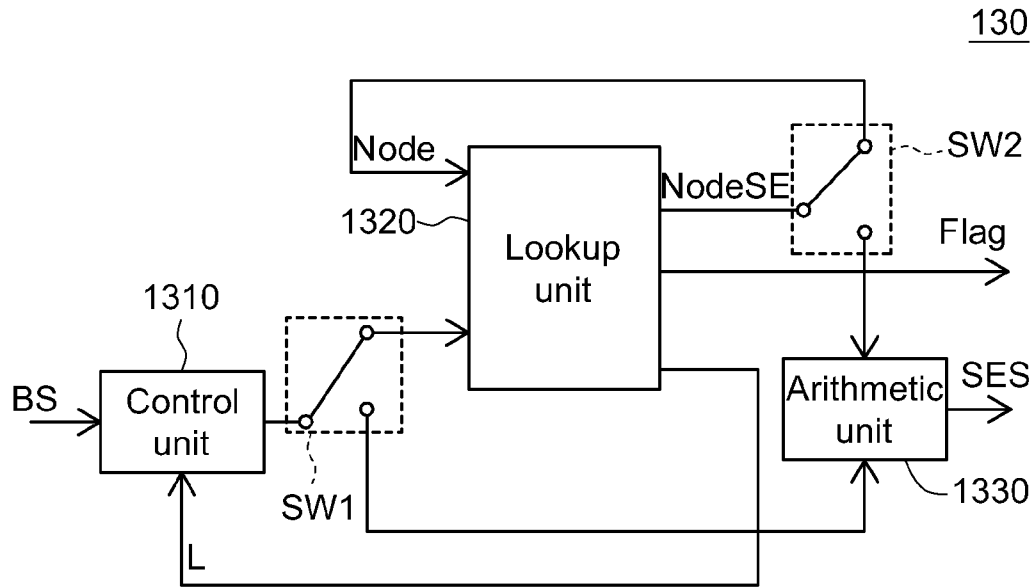 130
Node
SW2
NodeSE
1320
Lookup
unit
Flag
1310
BS
Control
unit
Arithmetic
unit
SES
SW1
1330
L